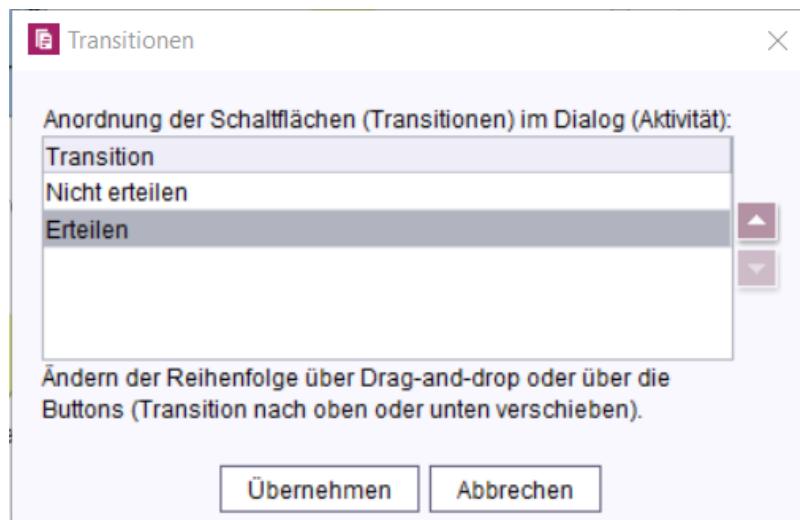 Transitionen
Anordnung der Schaltflächen (Transitionen) im Dialog (Aktivität):
Transition
Nicht erteilen
Erteilen
Ändern der Reihenfolge über Drag-and-drop oder über die
Buttons (Transition nach oben oder unten verschieben).
Übernehmen
Abbrechen